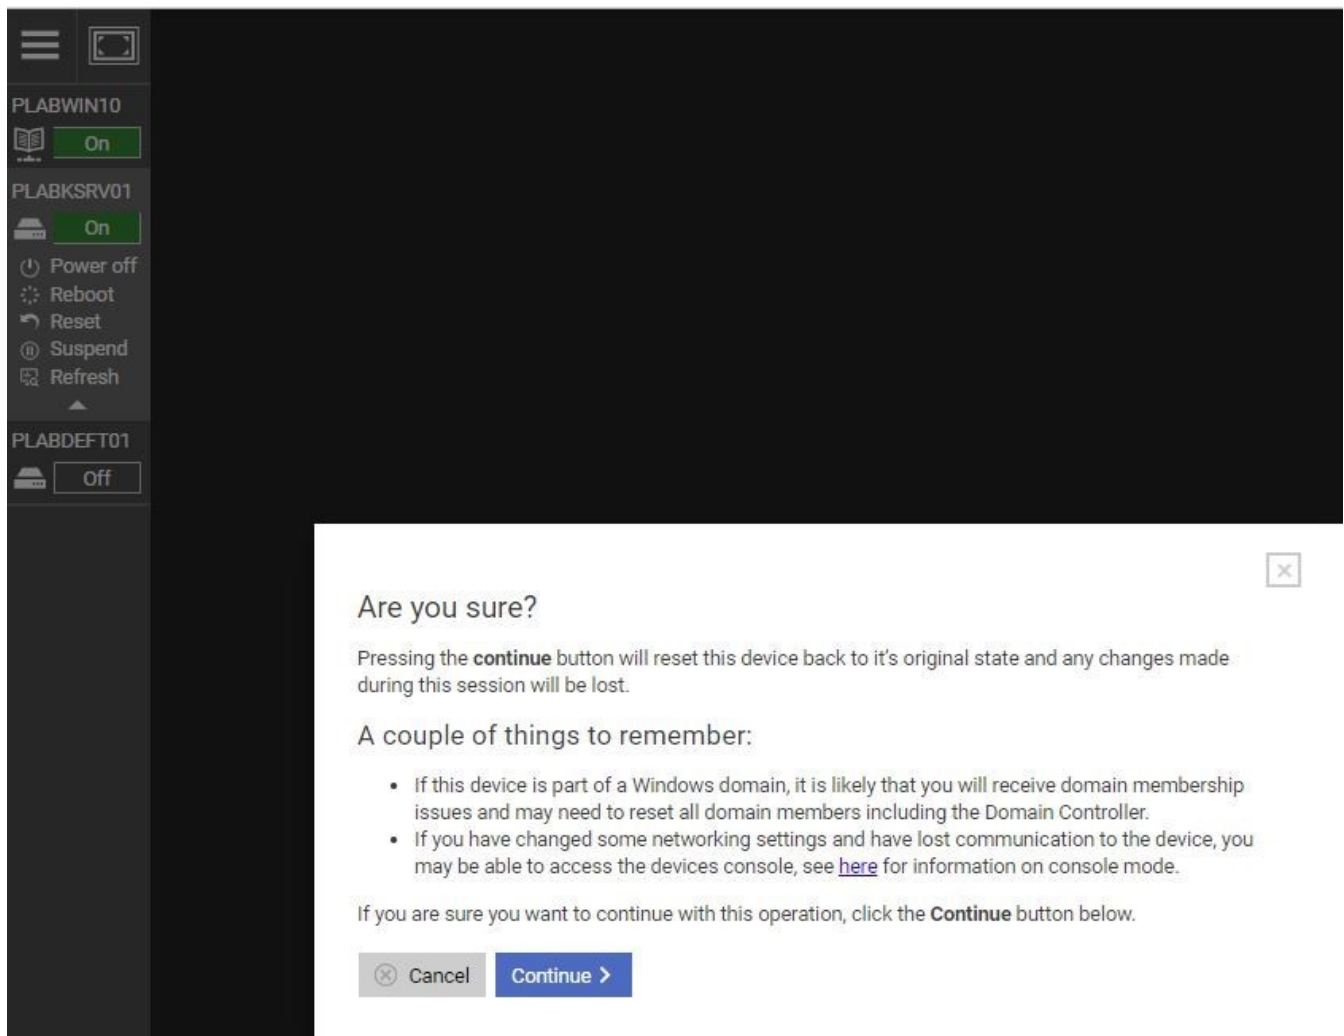 PLABWIN10
On
PLABKSRV01
On
Power off
Reboot
Reset
Suspend
Refresh
PLABDEFT01
Off
Are you sure?
Pressing the continue button will reset this device back to it's original state and any changes made
during this session will be lost.
A couple of things to remember:
• If this device is part of a Windows domain, it is likely that you will receive domain membership
issues and may need to reset all domain members including the Domain Controller.
• If you have changed some networking settings and have lost communication to the device, you
may be able to access the devices console, see here for information on console mode.
If you are sure you want to continue with this operation, click the Continue button below.
Cancel
Continue